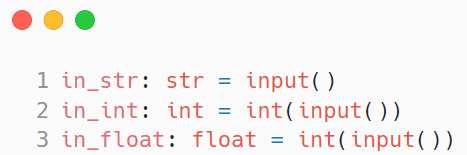 1 in_str: str = input()
2 in_int: int = int(input())
3 in_float: float = int(input())